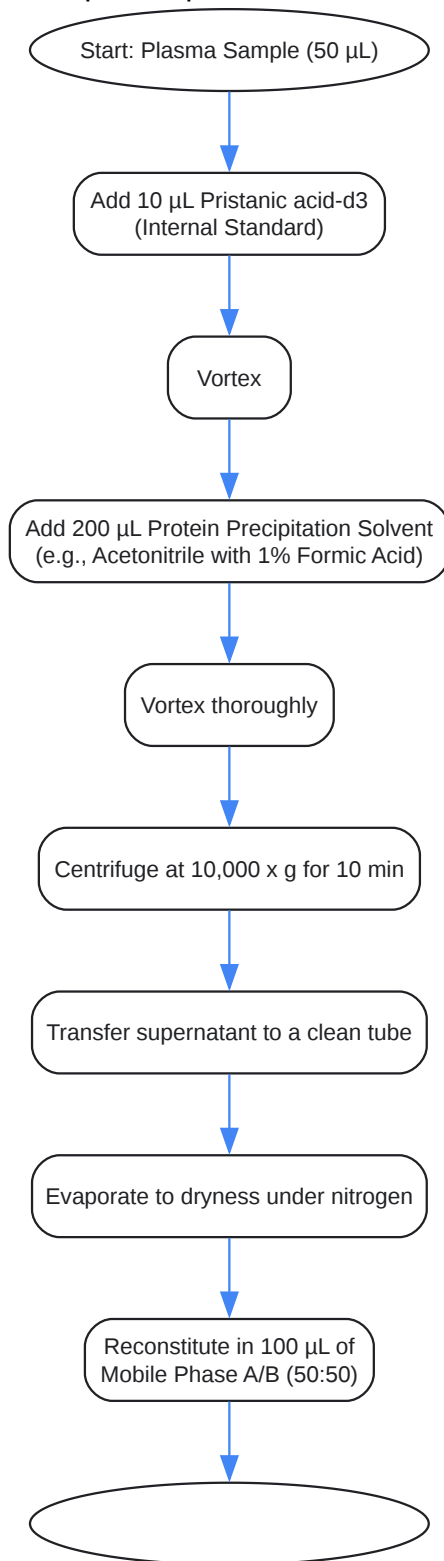 Start: Plasma Sample (50 µL)
Add 10 µL Pristanic acid-d3
(Internal Standard)
Vortex
Add 200 µL Protein Precipitation Solvent
(e.g., Acetonitrile with 1% Formic Acid)
Vortex thoroughly
Centrifuge at 10,000 x g for 10 min
Transfer supernatant to a clean tube
Evaporate to dryness under nitrogen
Reconstitute in 100 µL of
Mobile Phase A/B (50:50)